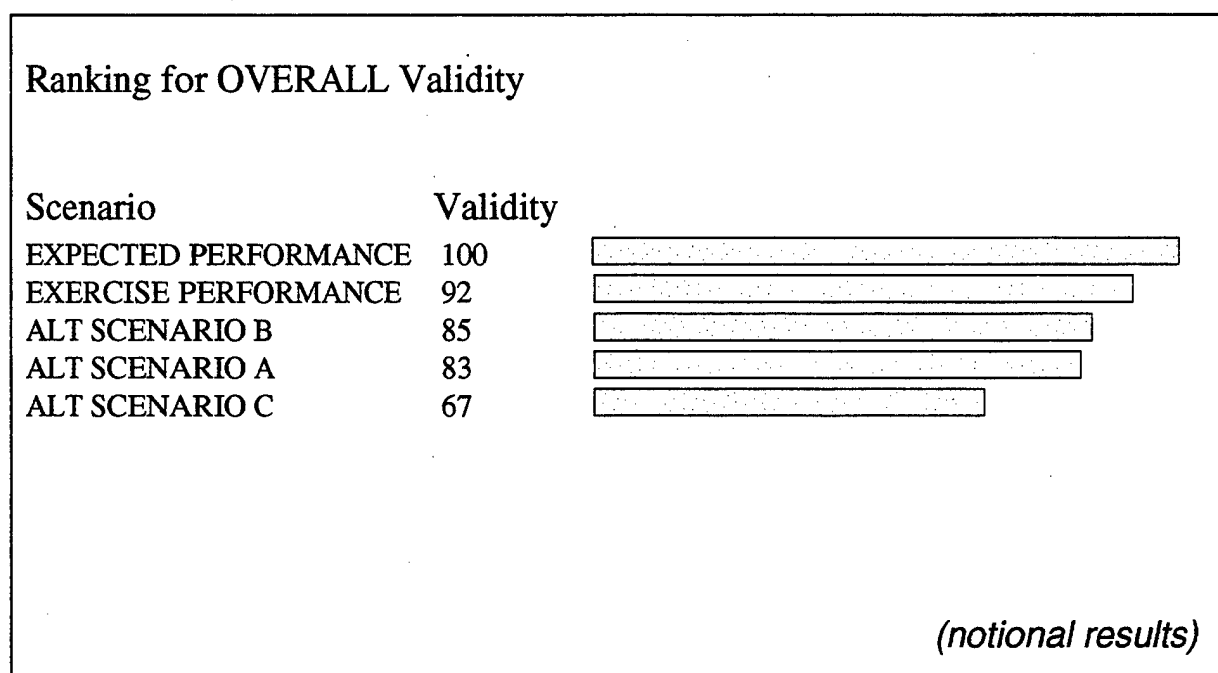 Ranking for OVERALL Validity
Scenario Validity
EXPECTED PERFORMANCE 100
EXERCISE PERFORMANCE 92
ALT SCENARIO B 85
ALT SCENARIO A 83
ALT SCENARIO C 67
(notional results)